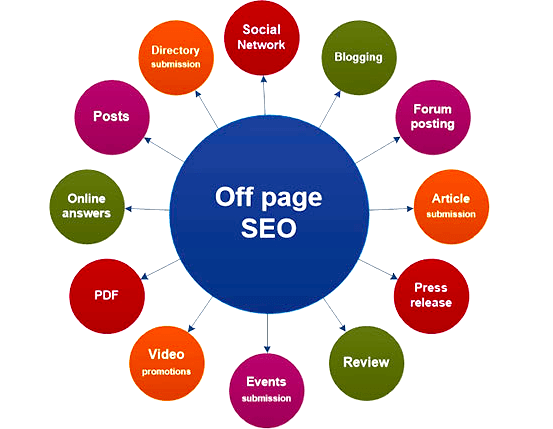 Off page
SEO
Social
Network
Blogging
Forum
posting
Article
submission
Press
release
Review
Events
submission
Video
promotions
PDF
Online
answers
Posts
Directory
submission